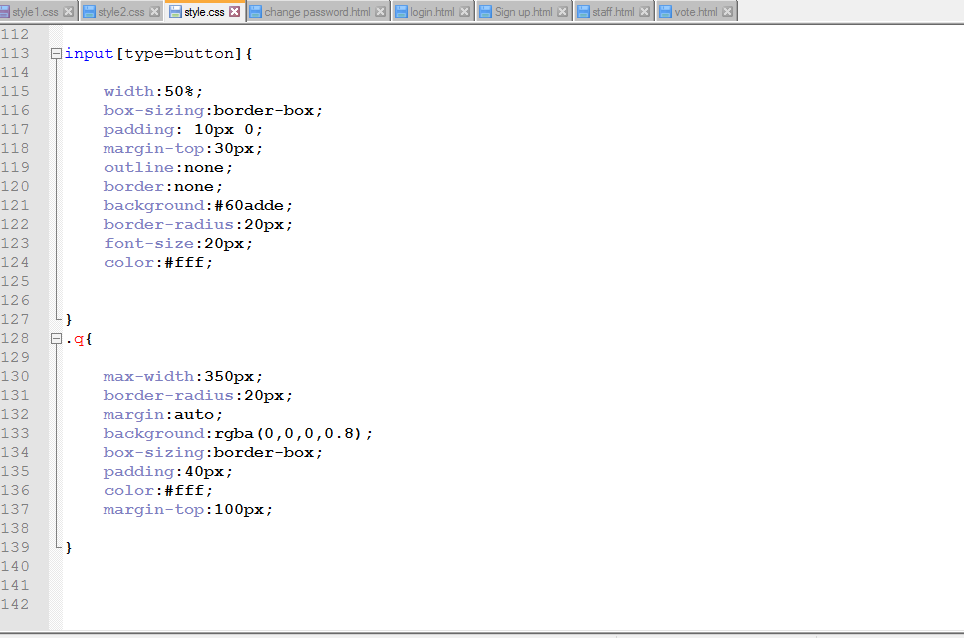 style1.css style2.css style.css change password.html login.html Sign up.html staff.html vote.html
112
113 input[type=button]{
114
115 width:50%;
116 box-sizing:border-box;
117 padding: 10px 0;
118 margin-top:30px;
119 outline:none;
120 border:none;
121 background:#60adde;
122 border-radius:20px;
123 font-size:20px;
124 color:#fff;
125
126
127 }
128 .q{
129
130 max-width:350px;
131 border-radius:20px;
132 margin:auto;
133 background:rgba(0,0,0,0.8);
134 box-sizing:border-box;
135 padding:40px;
136 color:#fff;
137 margin-top:100px;
138
139 }
140
141
142